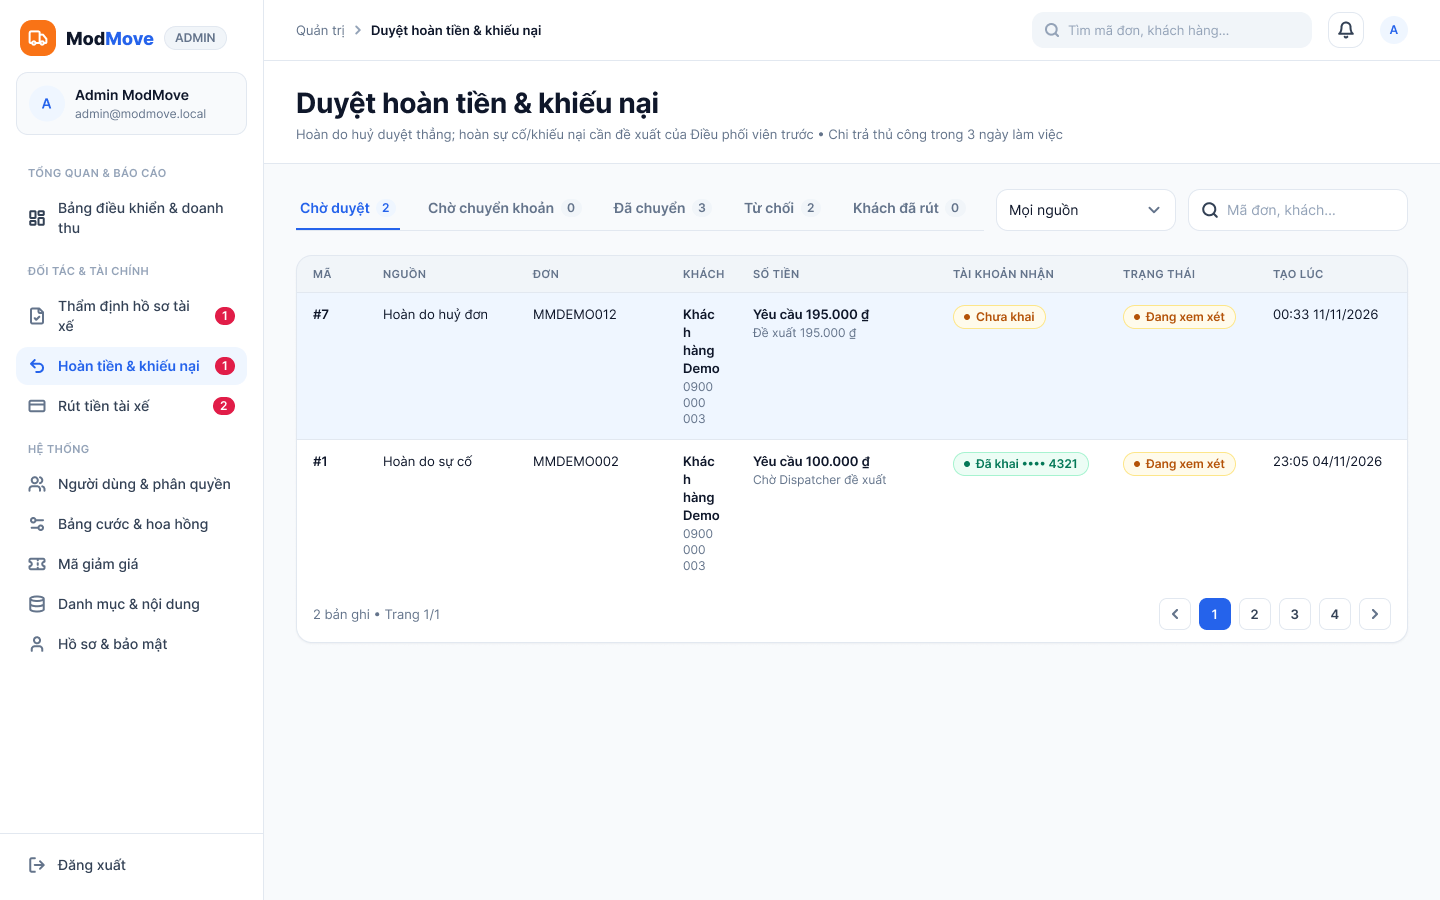 ModMove ADMIN
Admin ModMove
A
admin@modmove.local
TỔNG QUAN & BÁO CÁO
Bảng điều khiển & doanh
thu
ĐỐI TÁC & TÀI CHÍNH
Thẩm định hồ sơ tài
xế
1
Hoàn tiền & khiếu nại 1
Rút tiền tài xế 2
HỆ THỐNG
Người dùng & phân quyền
Bảng cước & hoa hồng
Mã giảm giá
Danh mục & nội dung
Hồ sơ & bảo mật
Đăng xuất
Quản trị > Duyệt hoàn tiền & khiếu nại
Tìm mã đơn, khách hàng...
A
Duyệt hoàn tiền & khiếu nại
Hoàn do huỷ duyệt thẳng; hoàn sự cố/khiếu nại cần đề xuất của Điều phối viên trước • Chi trả thủ công trong 3 ngày làm việc
Chờ duyệt 2
Chờ chuyển khoản 0
Đã chuyển 3
Từ chối 2
Khách đã rút 0
Mọi nguồn
Mã đơn, khách...
MÃ NGUỒN ĐƠN KHÁCH SỐ TIỀN TÀI KHOẢN NHẬN TRẠNG THÁI TẠO LÚC
#7 Hoàn do huỷ đơn MMDEMO012 Khác Yêu cầu 195.000 ₫ Chưa khai Đang xem xét 00:33 11/11/2026
h Đề xuất 195.000 ₫
hàng
Demo
0900
000
003
#1 Hoàn do sự cố MMDEMO002 Khác Yêu cầu 100.000 ₫ Đã khai •••• 4321 Đang xem xét 23:05 04/11/2026
h Chờ Dispatcher đề xuất
hàng
Demo
0900
000
003
2 bản ghi • Trang 1/1
1 2 3 4